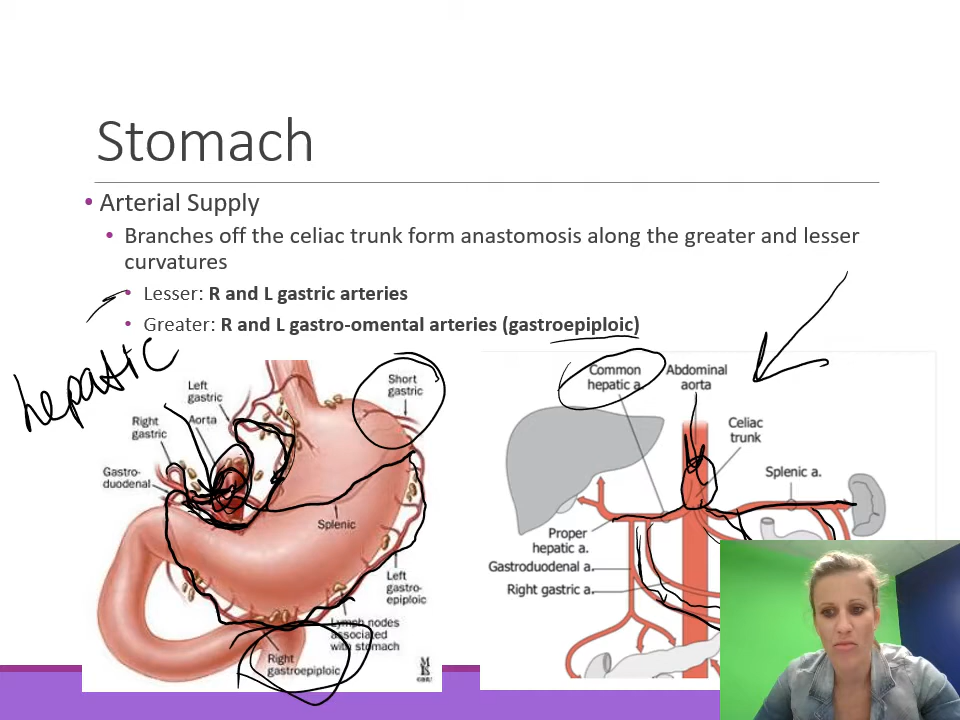 Stomach
• Arterial Supply
• Branches off the celiac trunk form anastomosis along the greater and lesser
curvatures
• Lesser: R and L gastric arteries
• Greater: R and L gastro-omental arteries (gastroepiploic)
hepatic
Left
gastric
Aorta
Right
gastric
Gastro-
duodenal
Short
gastric
Splenic
Left
gastro-
epiploic
Lymph nodes
associated
with stomach
Right
gastroepiploic
Common
hepatic a.
Abdominal
aorta
Celiac
trunk
Splenic a.
Proper
hepatic a.
Gastroduodenal a.
Right gastric a.